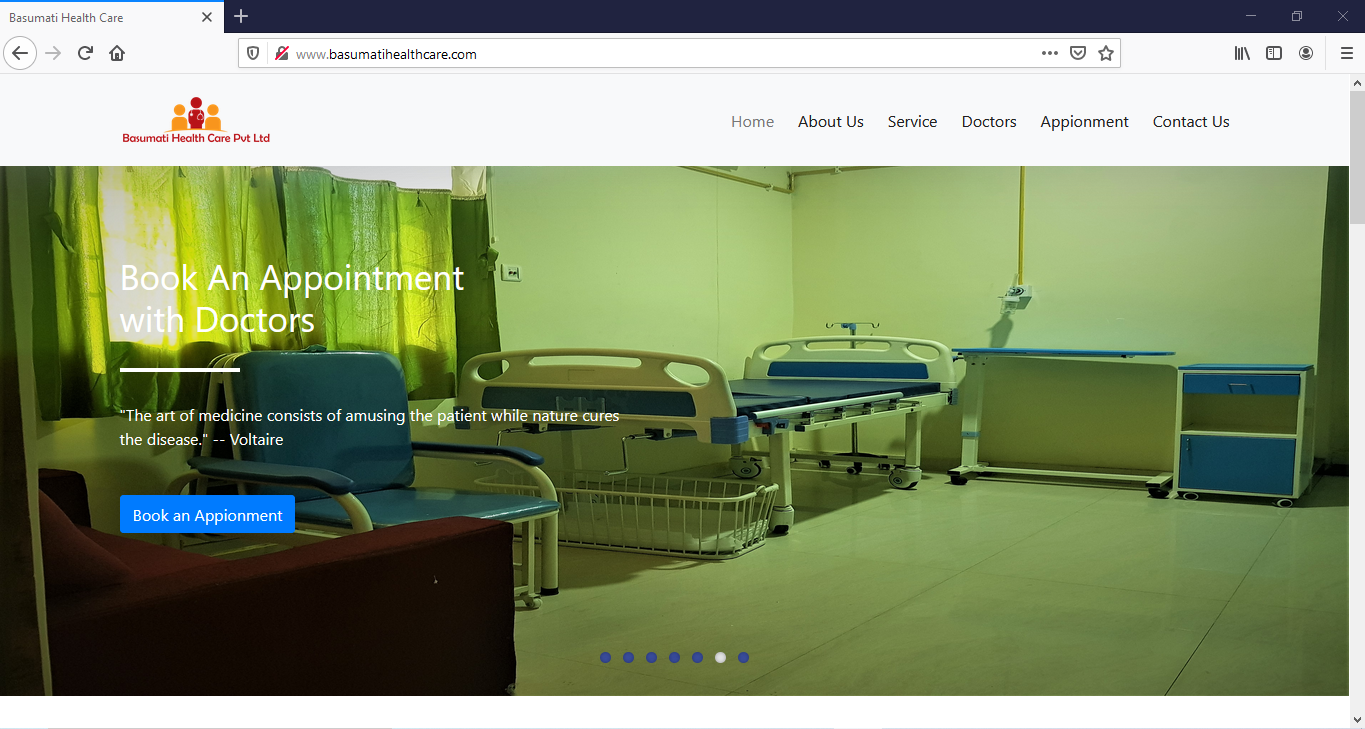 Basumati Health Care
www.basumatihealthcare.com
Basumati Health Care Pvt Ltd
Home About Us Service Doctors Appionment Contact Us
Book An Appointment
with Doctors
"The art of medicine consists of amusing the patient while nature cures
the disease." -- Voltaire
Book an Appionment